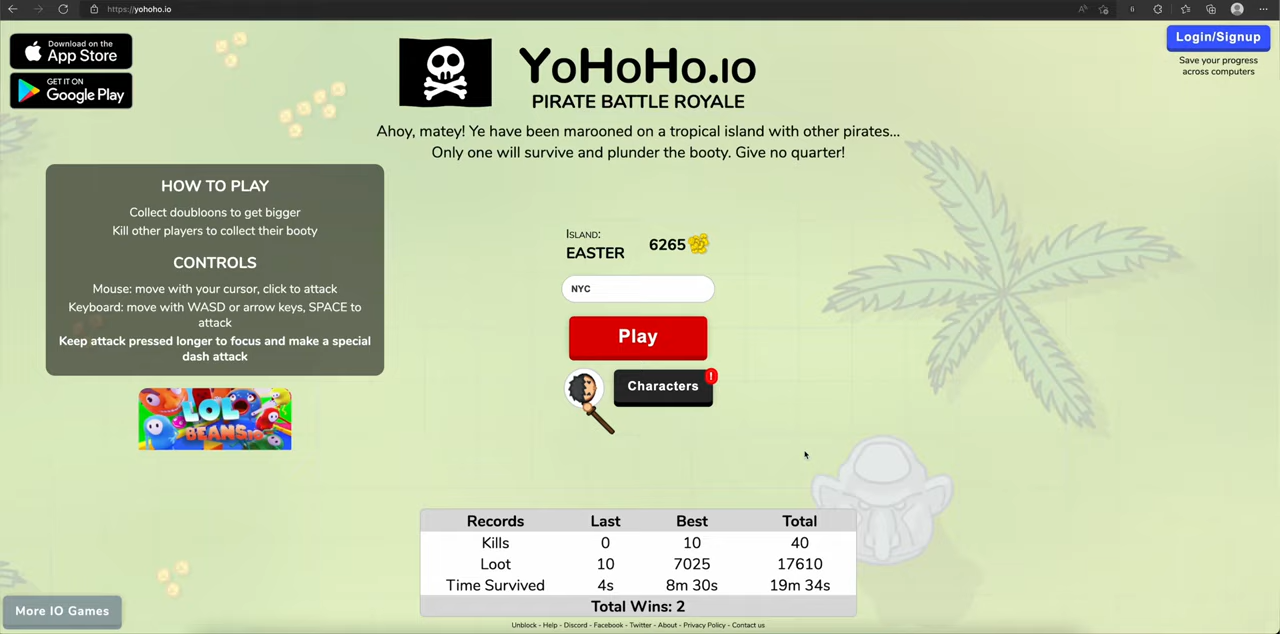 https://yohoho.io
Download on the
App Store
GET IT ON
Google Play
YoHoHo.io
PIRATE BATTLE ROYALE
Ahoy, matey! Ye have been marooned on a tropical island with other pirates...
Only one will survive and plunder the booty. Give no quarter!
Login/Signup
Save your progress
across computers
HOW TO PLAY
Collect doubloons to get bigger
Kill other players to collect their booty
CONTROLS
Mouse: move with your cursor, click to attack
Keyboard: move with WASD or arrow keys, SPACE to
attack
Keep attack pressed longer to focus and make a special
dash attack
LOL
BEANS.IO
Island:
EASTER
6265
NYC
Play
Characters
!
Records Last Best Total
Kills 0 10 40
Loot 10 7025 17610
Time Survived 4s 8m 30s 19m 34s
Total Wins: 2
More IO Games
Unblock - Help - Discord - Facebook - Twitter - About - Privacy Policy - Contact us